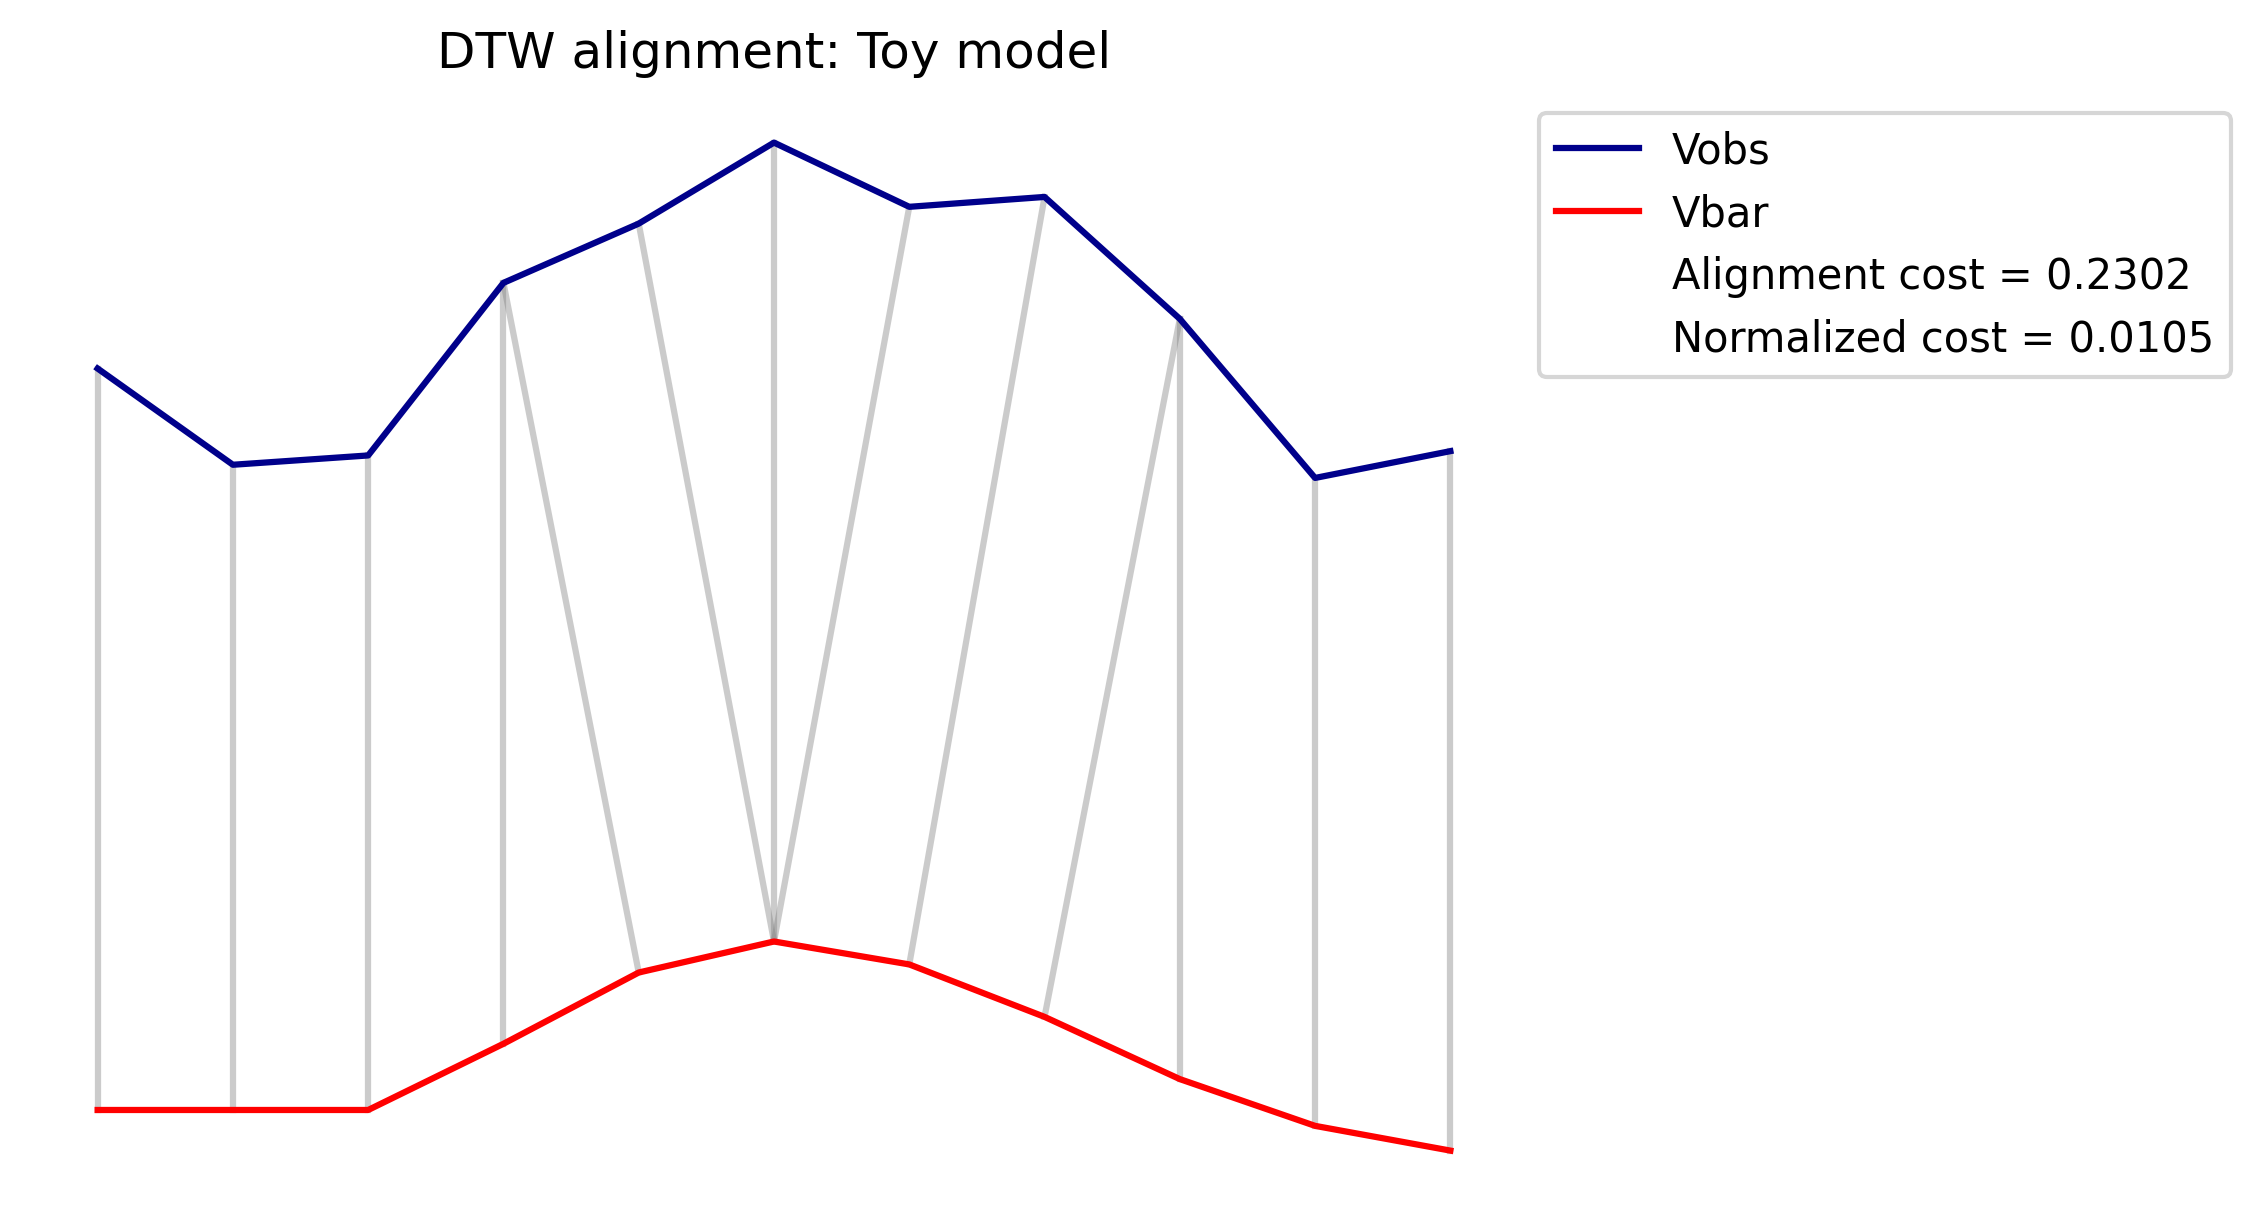 DTW alignment: Toy model
Vobs
Vbar
Alignment cost = 0.2302
Normalized cost = 0.0105